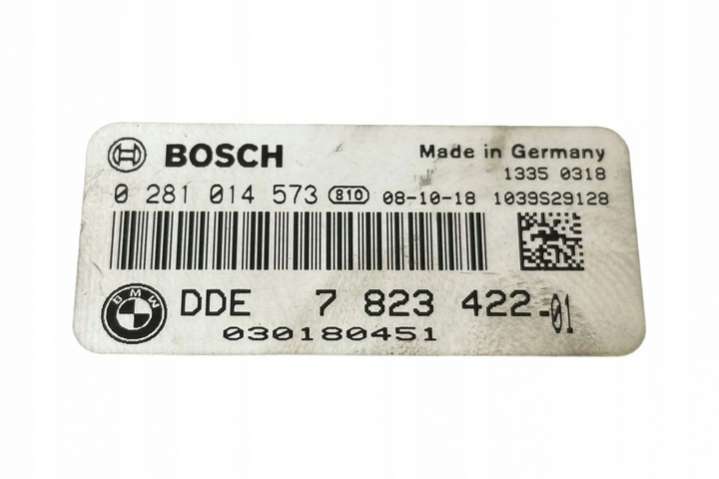 BOSCH Made in Germany
1335 0318
0 281 014 573 810 08-10-18 1039S29128
BMW DDE 7 823 422-01
030180451